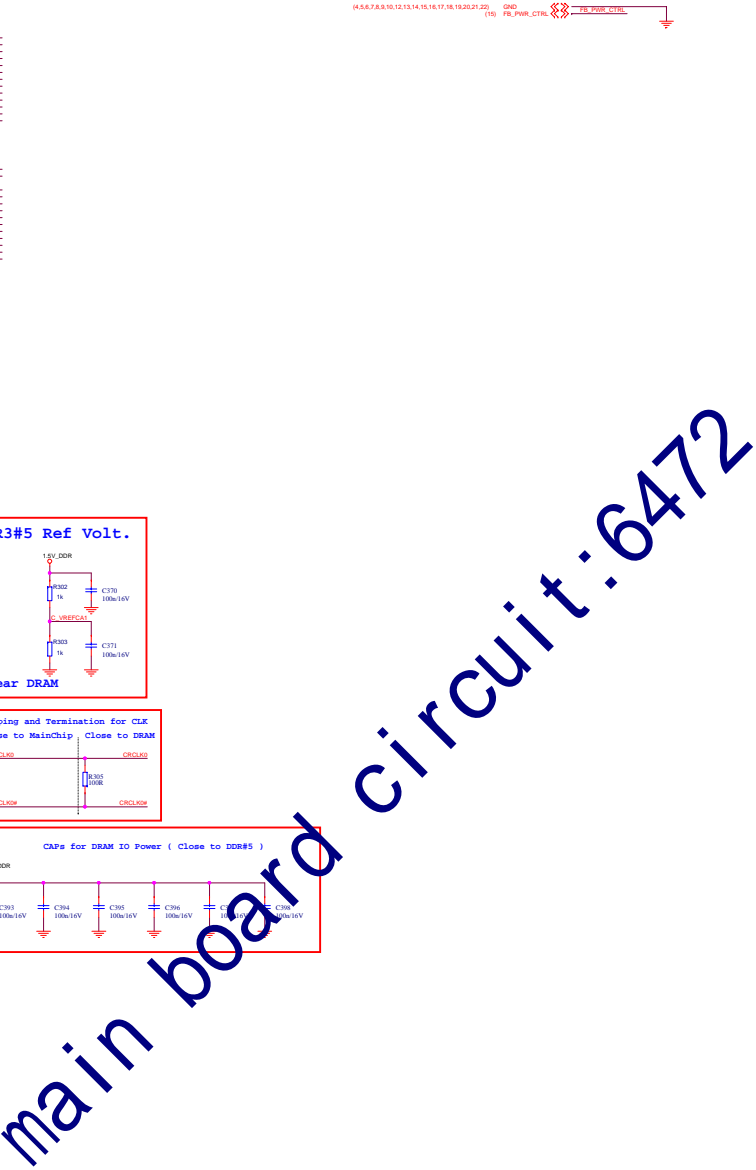 (4,5,6,7,8,9,10,12,13,14,15,16,17,18,19,20,21,22) GND
(15) FB_PWR_CTRL FB_PWR_CTRL
R3#5 Ref Volt.
1.5V_DDR
R302
1k
C370
100n/16V
C_VREFCA1
R303
1k
C371
100n/16V
ear DRAM
ping and Termination for CLK
se to MainChip Close to DRAM
CLK0 CRCLK0
R305
100R
CLK0# CRCLK0#
CAPs for DRAM IO Power ( Close to DDR#5 )
DDR
C393 C394 C395 C396 C398
100n/16V 100n/16V 100n/16V 100n/16V 100n/16V
main board circuit:6472